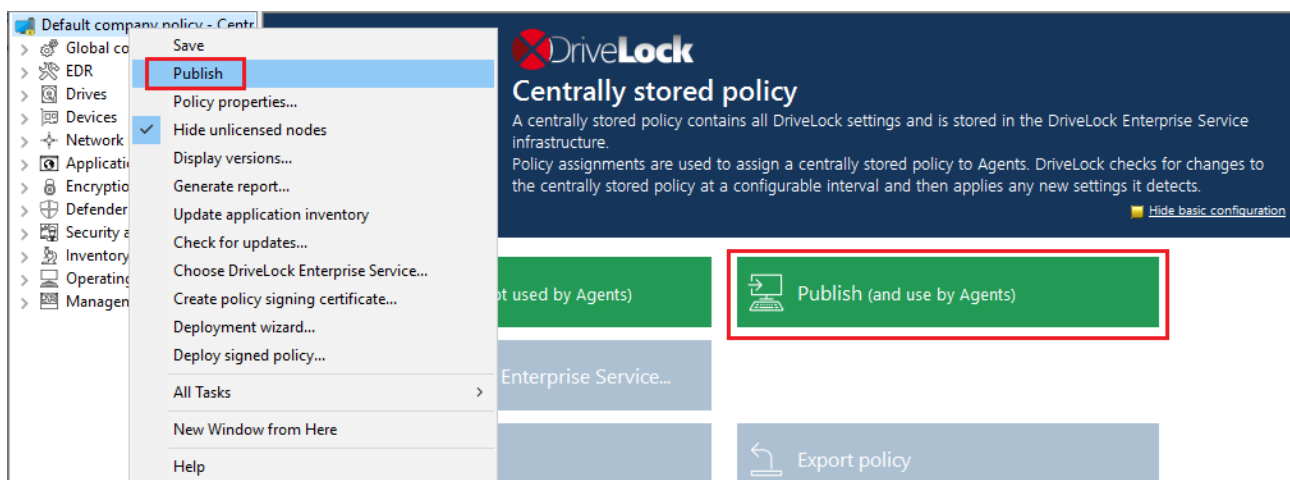 Default company policy - Centr
Global co
EDR
Drives
Devices
Network
Applicati
Encryptio
Defender
Security a
Inventory
Operating
Managen
Save
Publish
Policy properties...
Hide unlicensed nodes
Display versions...
Generate report...
Update application inventory
Check for updates...
Choose DriveLock Enterprise Service...
Create policy signing certificate...
Deployment wizard...
Deploy signed policy...
All Tasks
New Window from Here
Help
DriveLock
Centrally stored policy
A centrally stored policy contains all DriveLock settings and is stored in the DriveLock Enterprise Service
infrastructure.
Policy assignments are used to assign a centrally stored policy to Agents. DriveLock checks for changes to
the centrally stored policy at a configurable interval and then applies any new settings it detects.
Hide basic configuration
ot used by Agents)
Publish (and use by Agents)
Enterprise Service...
Export policy